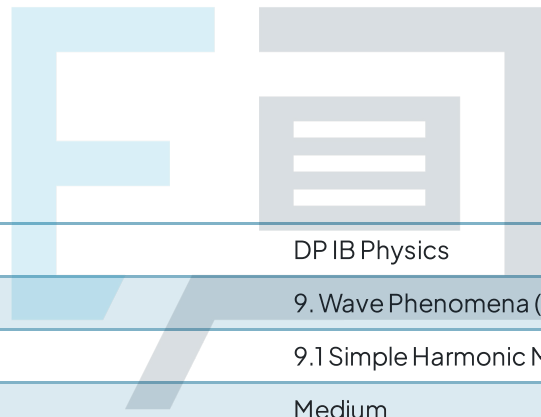 DP IB Physics
9. Wave Phenomena (
9.1 Simple Harmonic
Medium